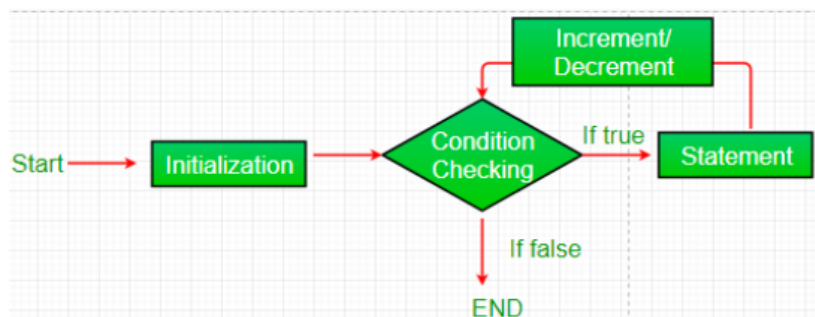 Increment/
Decrement
Start
Initialization
Condition
Checking
If true
Statement
If false
END